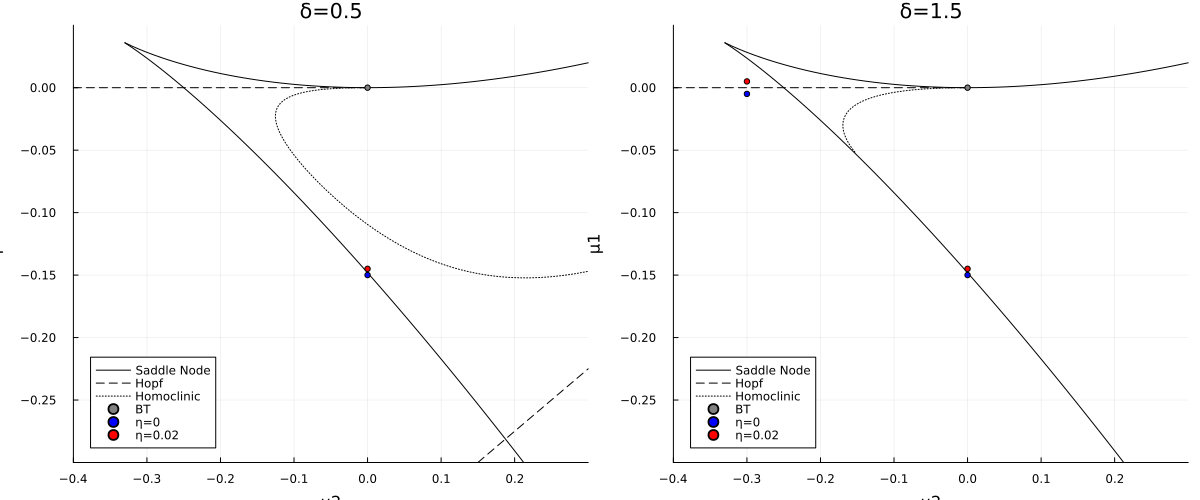 δ=0.5
0.00
−0.05
−0.10
−0.15
−0.20
−0.25
−0.4
−0.3
−0.2
−0.1
0.0
0.1
0.2
Saddle Node
Hopf
Homoclinic
BT
η=0
η=0.02
δ=1.5
μ1
0.00
−0.05
−0.10
−0.15
−0.20
−0.25
−0.4
−0.3
−0.2
−0.1
0.0
0.1
0.2
Saddle Node
Hopf
Homoclinic
BT
η=0
η=0.02